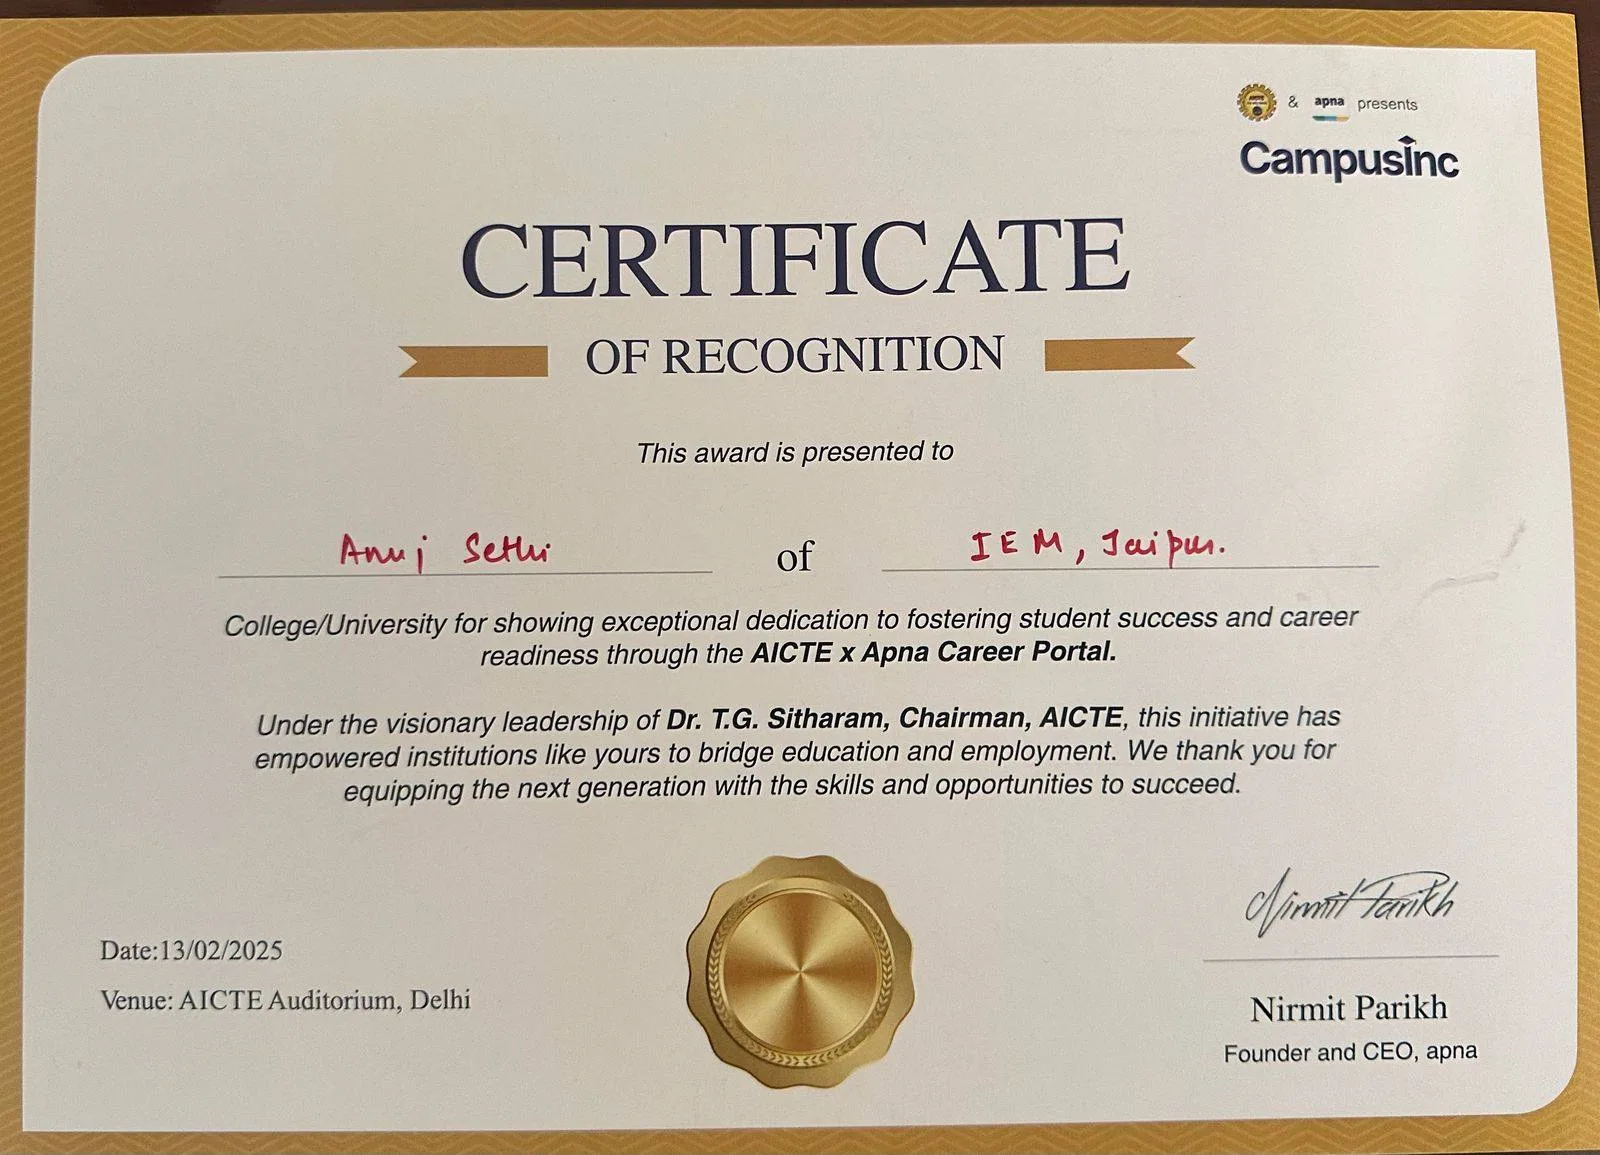 & apna presents
CampusInc
CERTIFICATE
OF RECOGNITION
This award is presented to
Anuj Sethi of IEM, Jaipur.
College/University for showing exceptional dedication to fostering student success and career
readiness through the AICTE x Apna Career Portal.
Under the visionary leadership of Dr. T.G. Sitharam, Chairman, AICTE, this initiative has
empowered institutions like yours to bridge education and employment. We thank you for
equipping the next generation with the skills and opportunities to succeed.
Nirmit Parikh
Date:13/02/2025
Venue: AICTE Auditorium, Delhi
Nirmit Parikh
Founder and CEO, apna